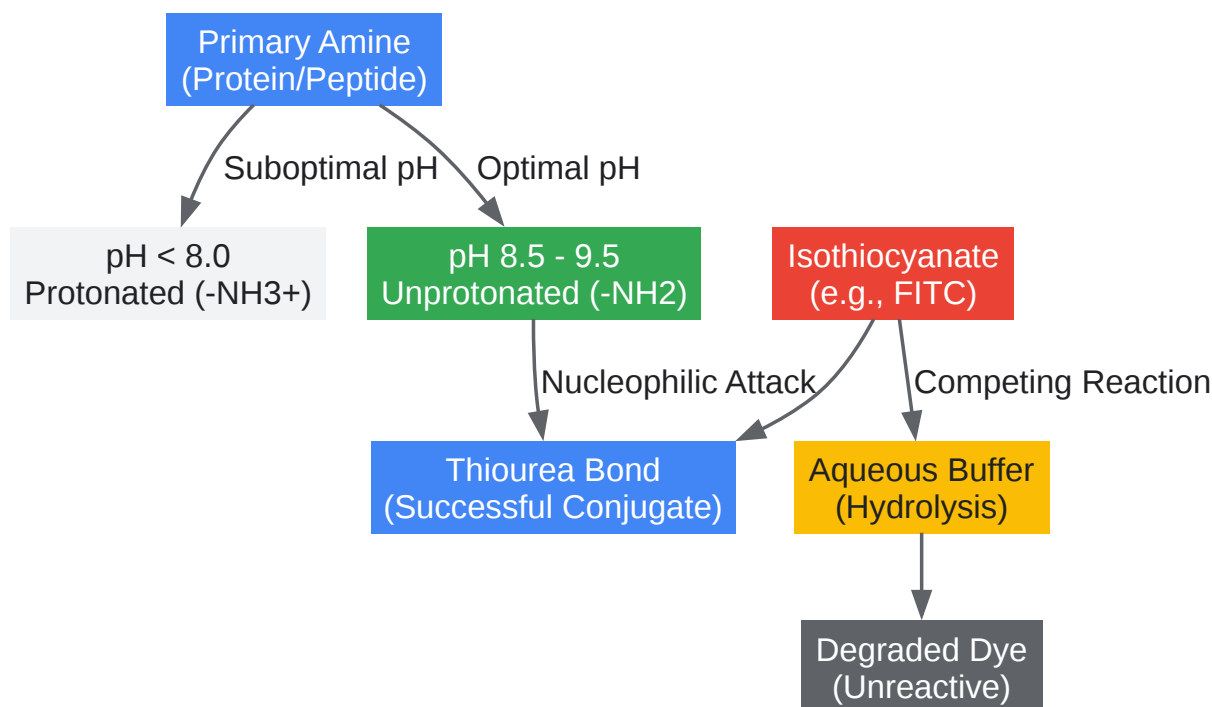 Primary Amine
(Protein/Peptide)
Suboptimal pH
Optimal pH
pH < 8.0
Protonated (-NH3+)
pH 8.5 - 9.5
Unprotonated (-NH2)
Isothiocyanate
(e.g., FITC)
Nucleophilic Attack
Competing Reaction
Thiourea Bond
(Successful Conjugate)
Aqueous Buffer
(Hydrolysis)
Degraded Dye
(Unreactive)